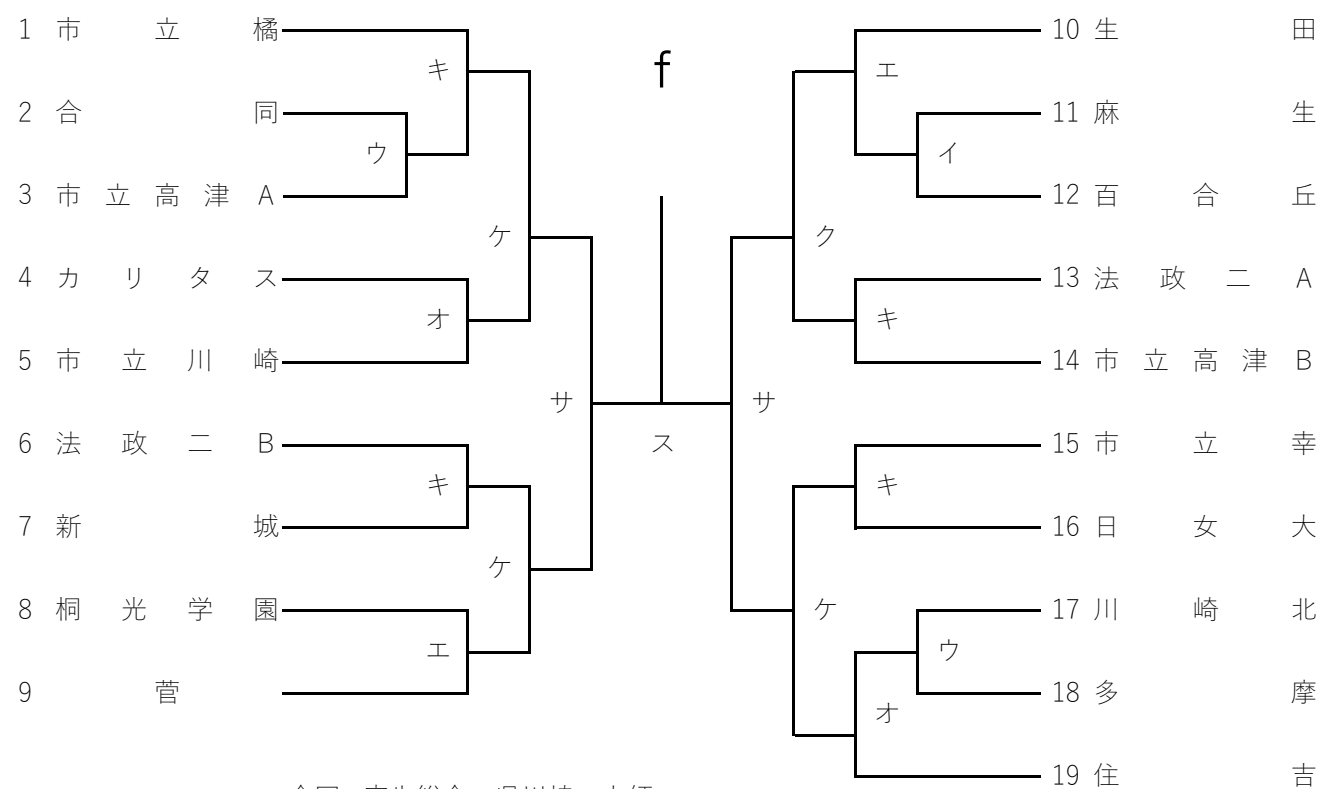 1 市立橘
キ
2 合同
ウ
3 市立高津A
ケ
4 カリタス
オ
5 市立川崎
サ
6 法政二B
キ
7 新城
ケ
8 桐光学園
エ
9 菅
f
ス
10 生田
エ
11 麻生
イ
12 百合丘
ク
13 法政二A
キ
14 市立高津B
サ
15 市立幸
キ
16 日女大
ケ
17 川崎北
ウ
18 多摩
オ
19 住吉